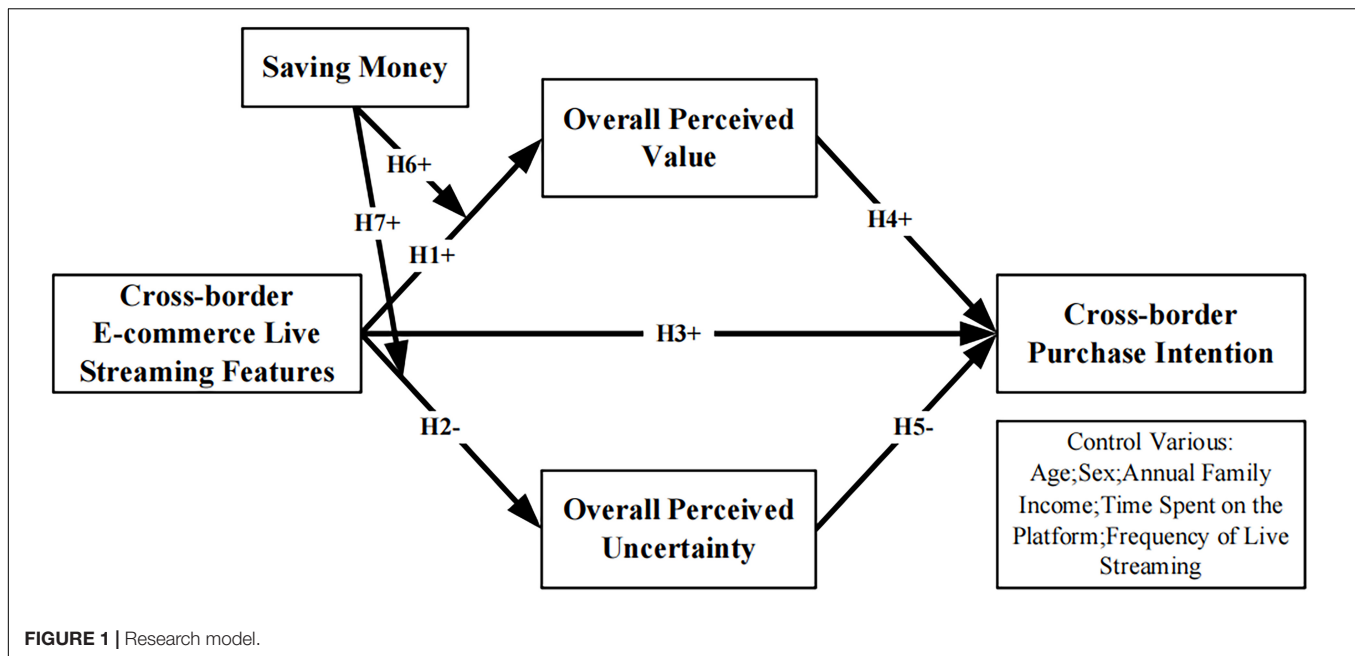 Saving Money
Overall Perceived
Value
H6+
H7+
H1+
H4+
Cross-border
E-commerce Live
Streaming Features
H3+
Cross-border
Purchase Intention
H2-
H5-
Overall Perceived
Uncertainty
Control Various:
Age;Sex;Annual Family
Income;Time Spent on the
Platform;Frequency of Live
Streaming
FIGURE 1 | Research model.